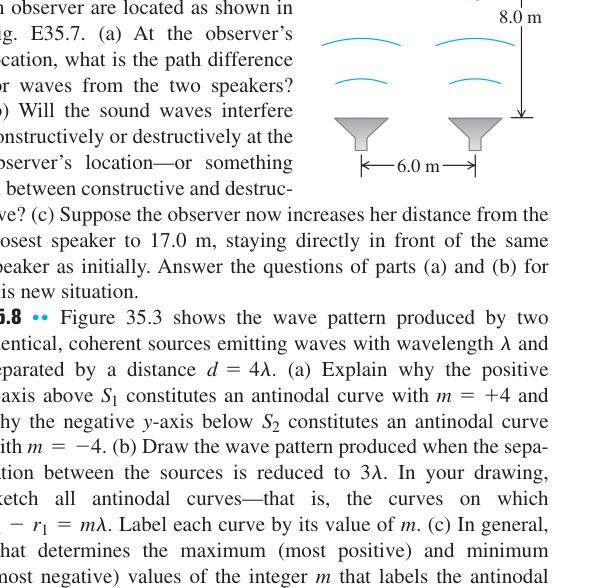 n observer are located as shown in
ig. E35.7. (a) At the observer's
ocation, what is the path difference
or waves from the two speakers?
) Will the sound waves interfere
onstructively or destructively at the
bserver's location—or something
between constructive and destruc-
ve? (c) Suppose the observer now increases her distance from the
osest speaker to 17.0 m, staying directly in front of the same
peaker as initially. Answer the questions of parts (a) and (b) for
is new situation.
8.0 m
6.0 m
5.8 •• Figure 35.3 shows the wave pattern produced by two
entical, coherent sources emitting waves with wavelength λ and
eparated by a distance d = 4λ. (a) Explain why the positive
-axis above S₁ constitutes an antinodal curve with m = +4 and
hy the negative y-axis below S₂ constitutes an antinodal curve
ith m = −4. (b) Draw the wave pattern produced when the sepa-
ation between the sources is reduced to 3λ. In your drawing,
ketch all antinodal curves—that is, the curves on which
− r₁ = mλ. Label each curve by its value of m. (c) In general,
hat determines the maximum (most positive) and minimum
most negative) values of the integer m that labels the antinodal